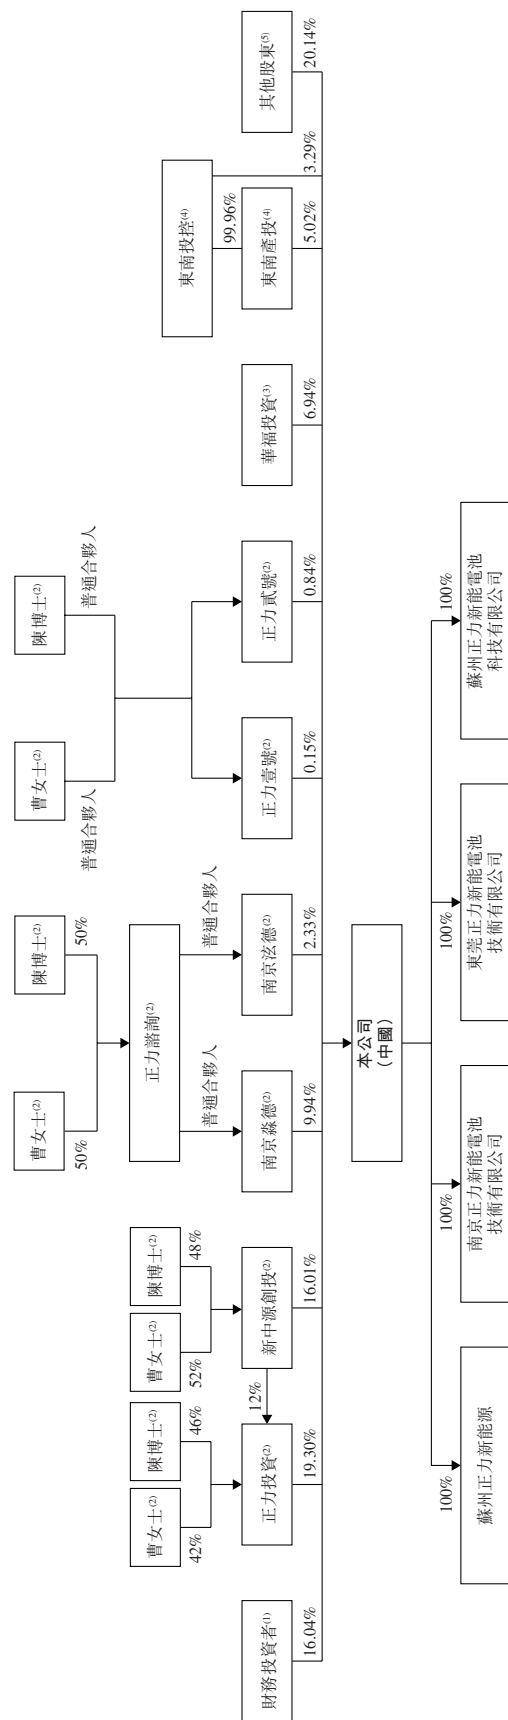 曹女士(2)
陳博士(2)
曹女士(2)
陳博士(2)
50%
50%
普通合夥人
普通合夥人
曹女士(2)
陳博士(2)
曹女士(2)
陳博士(2)
正力諮詢(2)
東南投控(4)
42%
46%
52%
48%
普通合夥人
普通合夥人
99.96%
財務投資者(1)
正力投資(2)
12%
新中源創投(2)
南京淼德(2)
南京泫德(2)
正力壹號(2)
正力貳號(2)
華福投資(3)
東南產投(4)
其他股東(5)
16.04%
19.30%
16.01%
9.94%
2.33%
0.15%
0.84%
6.94%
5.02%
3.29%
20.14%
本公司
（中國）
100%
100%
100%
100%
蘇州正力新能源
南京正力新能電池
技術有限公司
東莞正力新能電池
技術有限公司
蘇州正力新能電池
科技有限公司